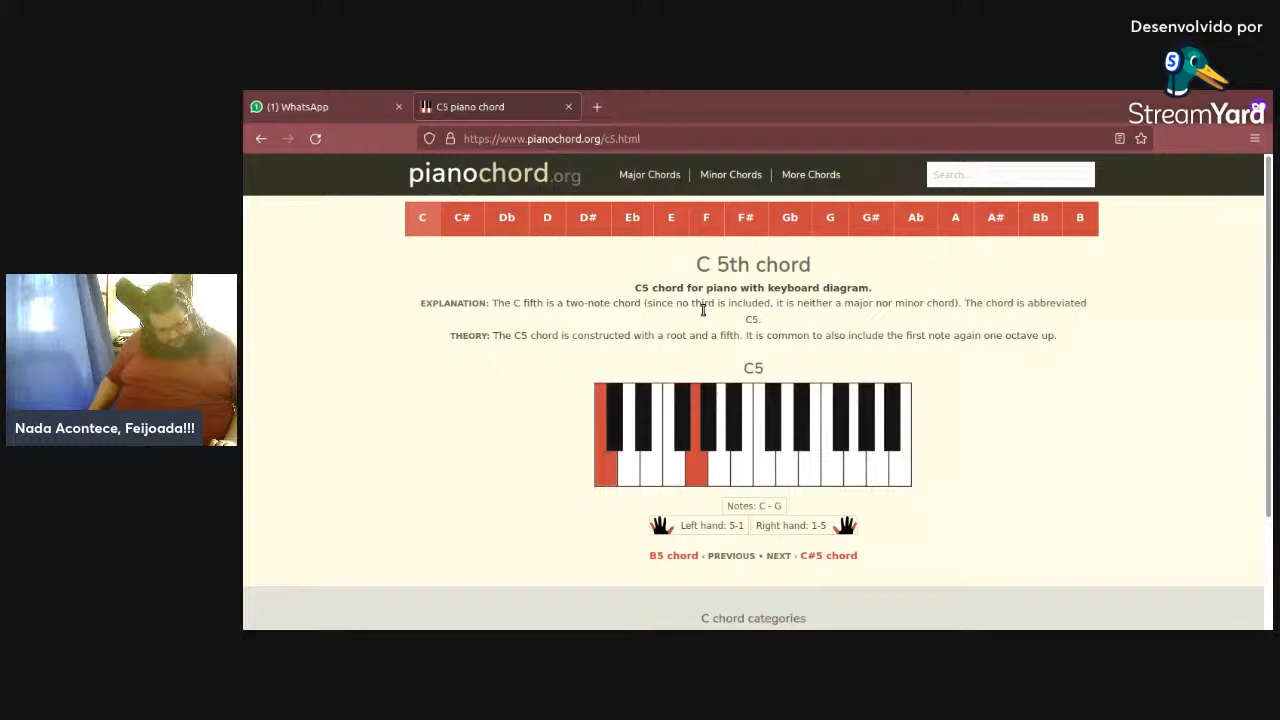 Desenvolvido por
StreamYard
(1) WhatsApp
C5 piano chord
https://www.pianochord.org/c5.html
pianochord.org
Major Chords
Minor Chords
More Chords
Search...
C C# Db D D# Eb E F F# Gb G G# Ab A A# Bb B
C 5th chord
C5 chord for piano with keyboard diagram.
EXPLANATION: The C fifth is a two-note chord (since no third is included, it is neither a major nor minor chord). The chord is abbreviated
C5.
THEORY: The C5 chord is constructed with a root and a fifth. It is common to also include the first note again one octave up.
C5
Nada Acontece, Feijoada!!!
Notes: C - G
Left hand: 5-1 Right hand: 1-5
B5 chord ‹ PREVIOUS • NEXT › C#5 chord
C chord categories